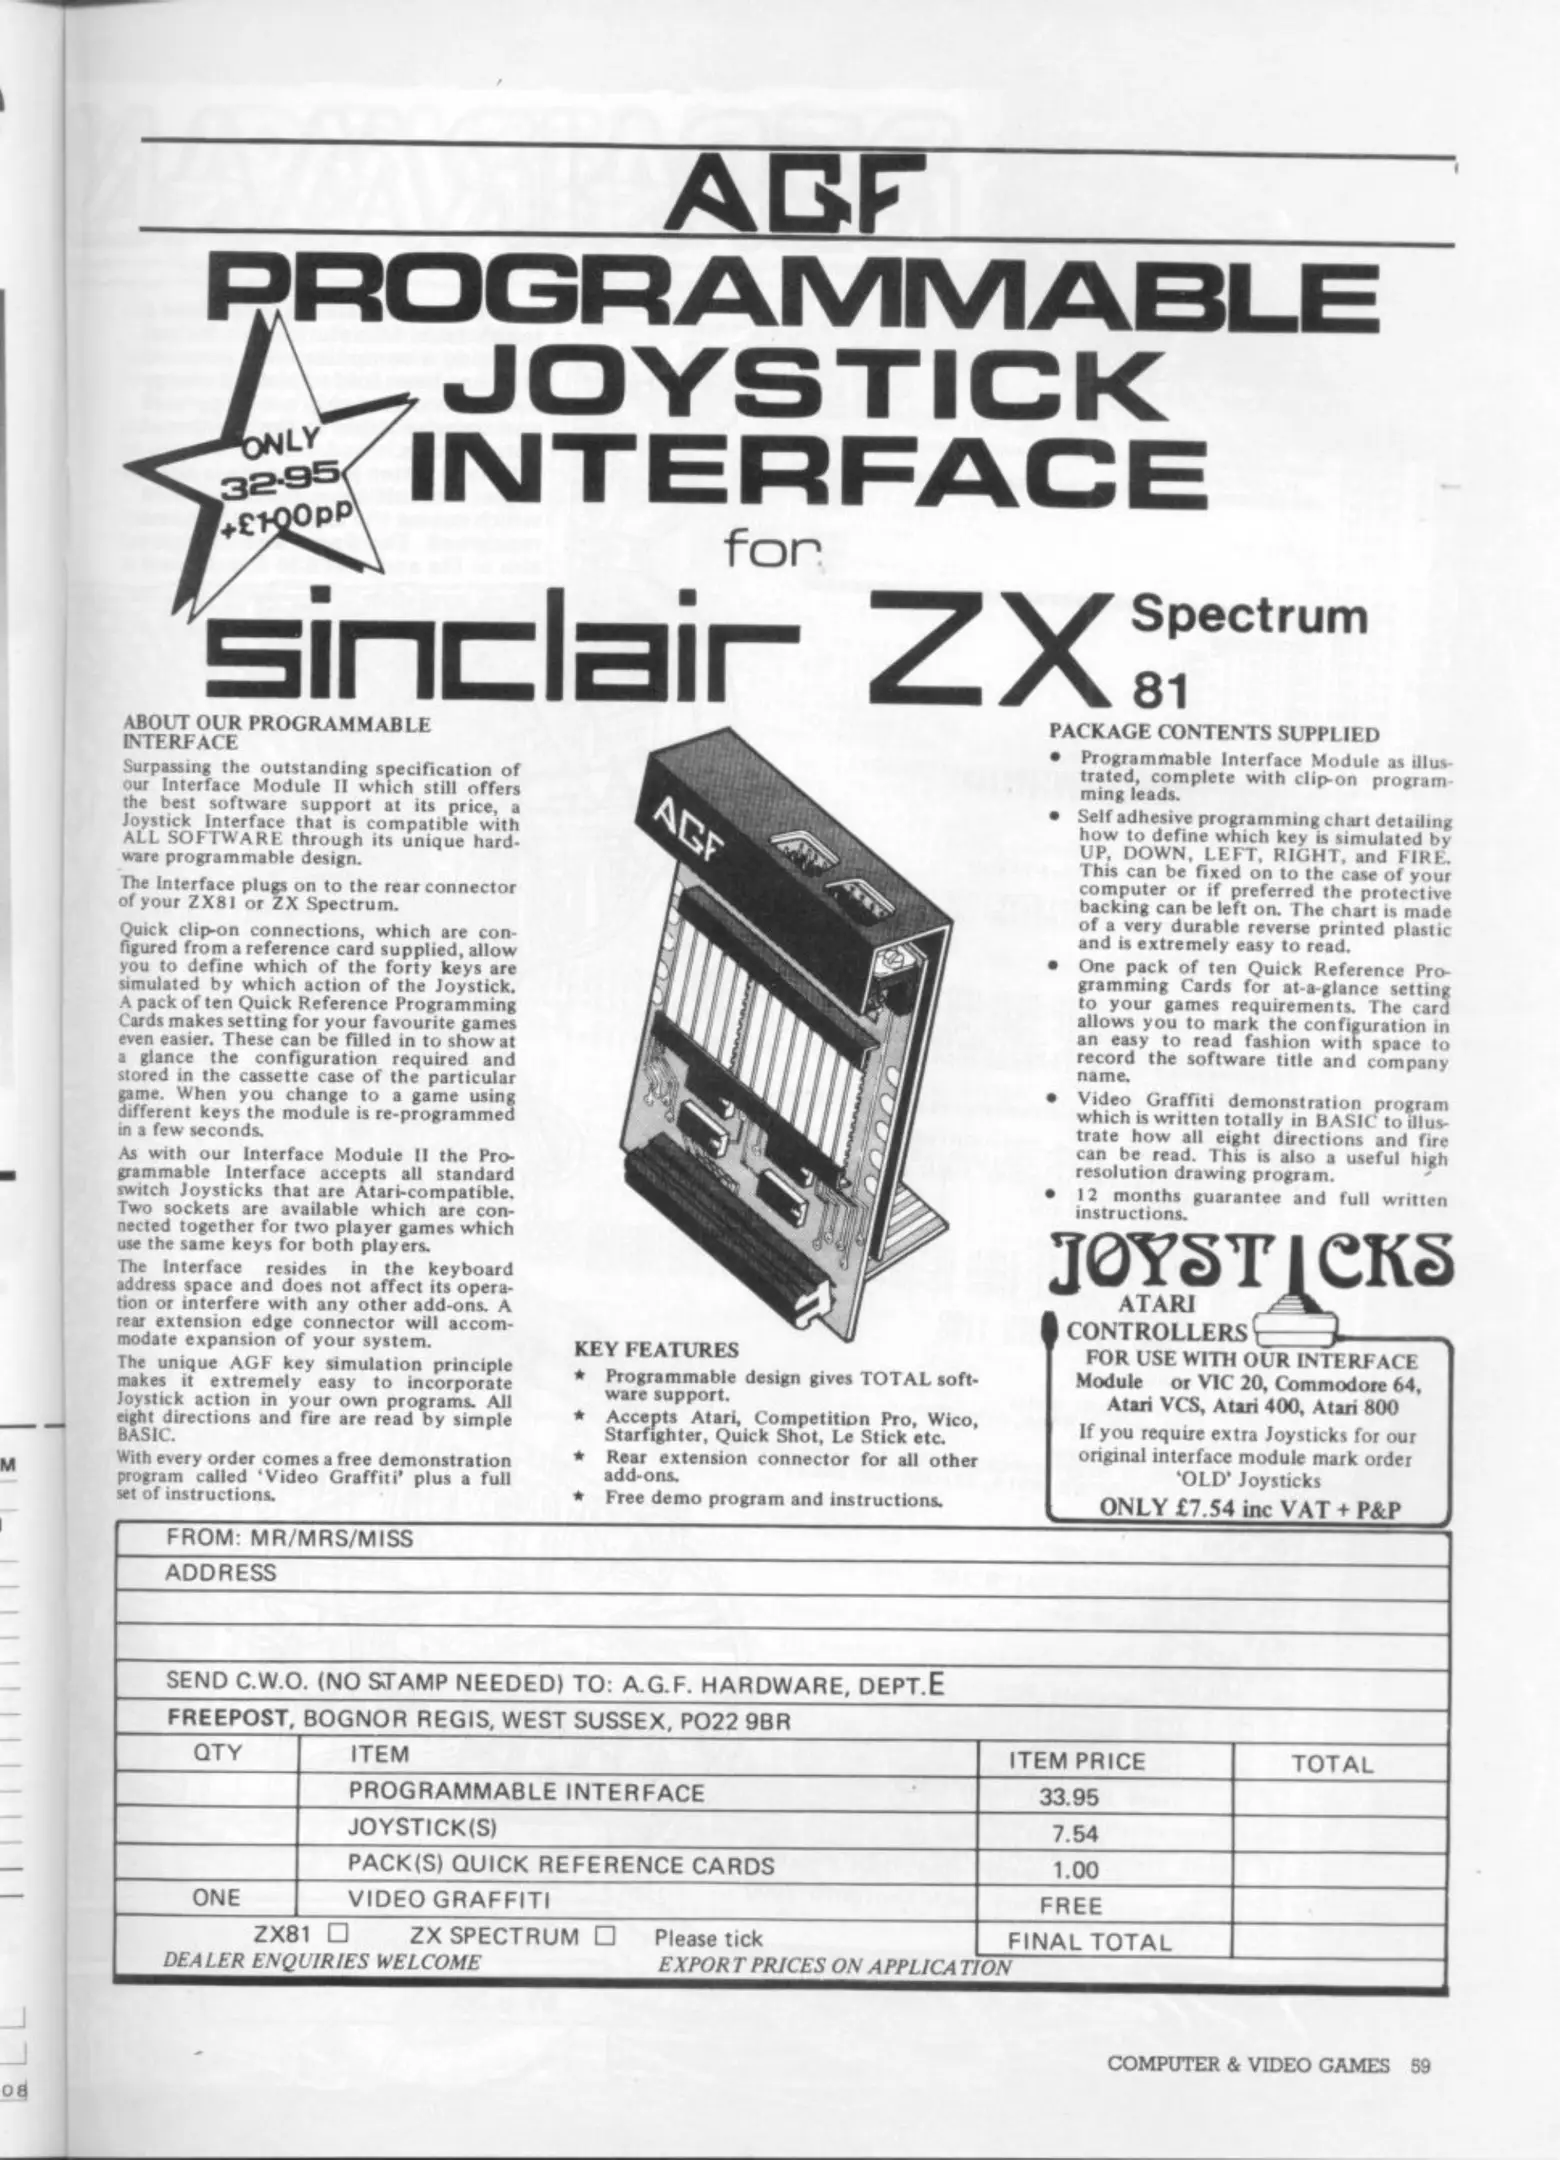 AGF
PROGRAMMABLE
JOYSTICK
INTERFACE
ONLY
32·95
+£1·00pp
for
sinclair ZX Spectrum
81
ABOUT OUR PROGRAMMABLE
INTERFACE
Surpassing the outstanding specification of
our Interface Module II which still offers
the best software support at its price, a
Joystick Interface that is compatible with
ALL SOFTWARE through its unique hard-
ware programmable design.
The Interface plugs on to the rear connector
of your ZX81 or ZX Spectrum.
Quick clip-on connections, which are con-
figured from a reference card supplied, allow
you to define which of the forty keys are
simulated by which action of the Joystick.
A pack of ten Quick Reference Programming
Cards makes setting for your favourite games
even easier. These can be filled in to show at
a glance the configuration required and
stored in the cassette case of the particular
game. When you change to a game using
different keys the module is re-programmed
in a few seconds.
As with our Interface Module II the Pro-
grammable Interface accepts all standard
switch Joysticks that are Atari-compatible.
Two sockets are available which are con-
nected together for two player games which
use the same keys for both players.
The Interface resides in the keyboard
address space and does not affect its opera-
tion or interfere with any other add-ons. A
rear extension edge connector will accom-
modate expansion of your system.
The unique AGF key simulation principle
makes it extremely easy to incorporate
Joystick action in your own programs. All
eight directions and fire are read by simple
BASIC.
With every order comes a free demonstration
program called 'Video Graffiti' plus a full
set of instructions.
AGF
KEY FEATURES
* Programmable design gives TOTAL soft-
ware support.
* Accepts Atari, Competition Pro, Wico,
Starfighter, Quick Shot, Le Stick etc.
* Rear extension connector for all other
add-ons.
* Free demo program and instructions.
PACKAGE CONTENTS SUPPLIED
• Programmable Interface Module as illus-
trated, complete with clip-on program-
ming leads.
• Self adhesive programming chart detailing
how to define which key is simulated by
UP, DOWN, LEFT, RIGHT, and FIRE.
This can be fixed on to the case of your
computer or if preferred the protective
backing can be left on. The chart is made
of a very durable reverse printed plastic
and is extremely easy to read.
• One pack of ten Quick Reference Pro-
gramming Cards for at-a-glance setting
to your games requirements. The card
allows you to mark the configuration in
an easy to read fashion with space to
record the software title and company
name.
• Video Graffiti demonstration program
which is written totally in BASIC to illus-
trate how all eight directions and fire
can be read. This is also a useful high
resolution drawing program.
• 12 months guarantee and full written
instructions.
JOYSTICKS
ATARI
CONTROLLERS
FOR USE WITH OUR INTERFACE
Module or VIC 20, Commodore 64,
Atari VCS, Atari 400, Atari 800
If you require extra Joysticks for our
original interface module mark order
'OLD' Joysticks
ONLY £7.54 inc VAT + P&P
FROM: MR/MRS/MISS
ADDRESS
SEND C.W.O. (NO STAMP NEEDED) TO: A.G.F. HARDWARE, DEPT.E
FREEPOST, BOGNOR REGIS, WEST SUSSEX, PO22 9BR
QTY ITEM ITEM PRICE TOTAL
PROGRAMMABLE INTERFACE 33.95
JOYSTICK(S) 7.54
PACK(S) QUICK REFERENCE CARDS 1.00
ONE VIDEO GRAFFITI FREE
ZX81 □ ZX SPECTRUM □ Please tick FINAL TOTAL
DEALER ENQUIRIES WELCOME EXPORT PRICES ON APPLICATION
COMPUTER & VIDEO GAMES 59